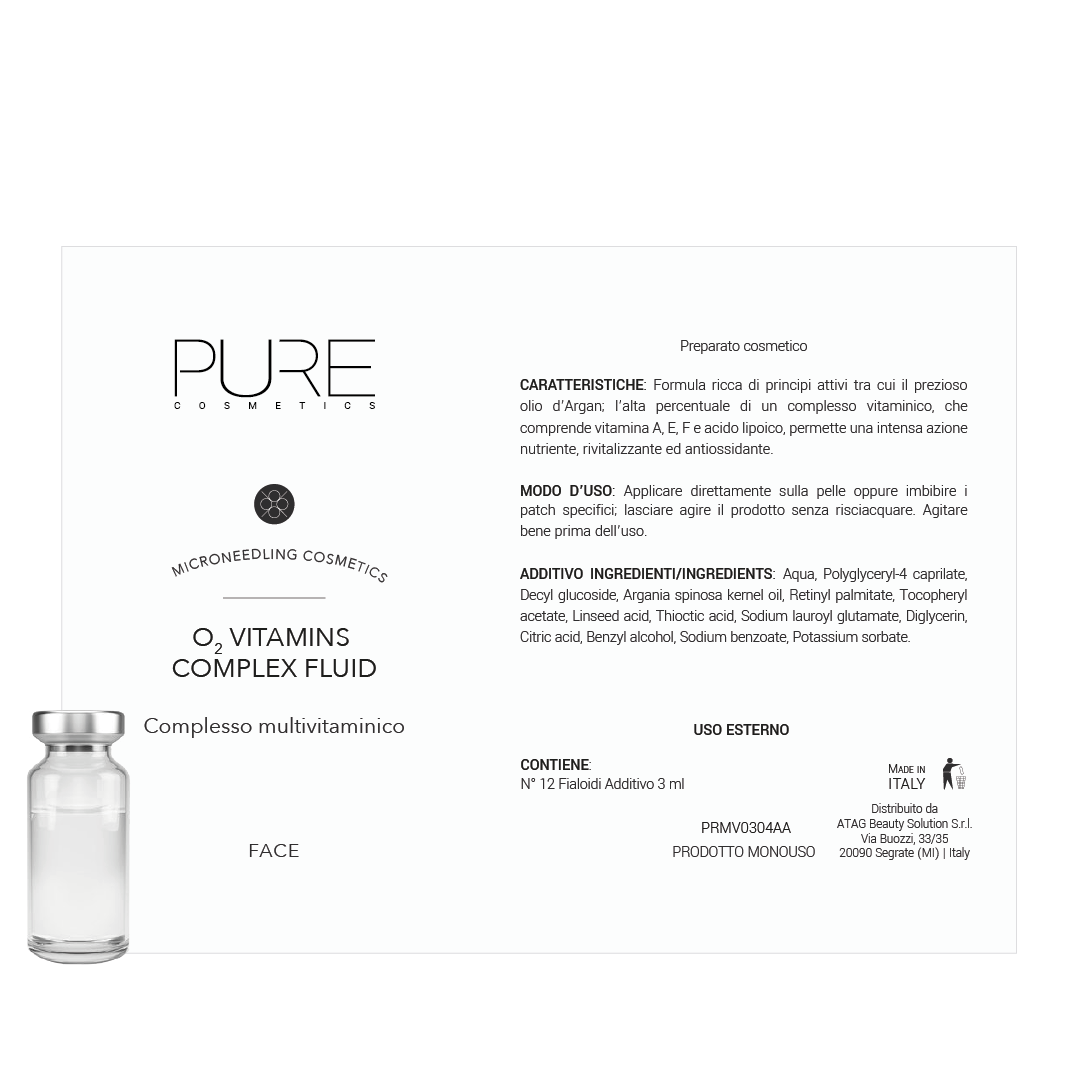 PURE
COSMETICS
MICRONEEDLING COSMETICS
O₂ VITAMINS
COMPLEX FLUID
Complesso multivitaminico
FACE
Preparato cosmetico
CARATTERISTICHE: Formula ricca di principi attivi tra cui il prezioso
olio d’Argan; l’alta percentuale di un complesso vitaminico, che
comprende vitamina A, E, F e acido lipoico, permette una intensa azione
nutriente, rivitalizzante ed antiossidante.
MODO D’USO: Applicare direttamente sulla pelle oppure imbibire i
patch specifici; lasciare agire il prodotto senza risciacquare. Agitare
bene prima dell’uso.
ADDITIVO INGREDIENTI/INGREDIENTS: Aqua, Polyglyceryl-4 caprilate,
Decyl glucoside, Argania spinosa kernel oil, Retinyl palmitate, Tocopheryl
acetate, Linseed acid, Thioctic acid, Sodium lauroyl glutamate, Diglycerin,
Citric acid, Benzyl alcohol, Sodium benzoate, Potassium sorbate.
USO ESTERNO
CONTIENE:
N° 12 Fialoidi Additivo 3 ml
PRMV0304AA
PRODOTTO MONOUSO
MADE IN
ITALY
Distribuito da
ATAG Beauty Solution S.r.l.
Via Buozzi, 33/35
20090 Segrate (MI) | Italy